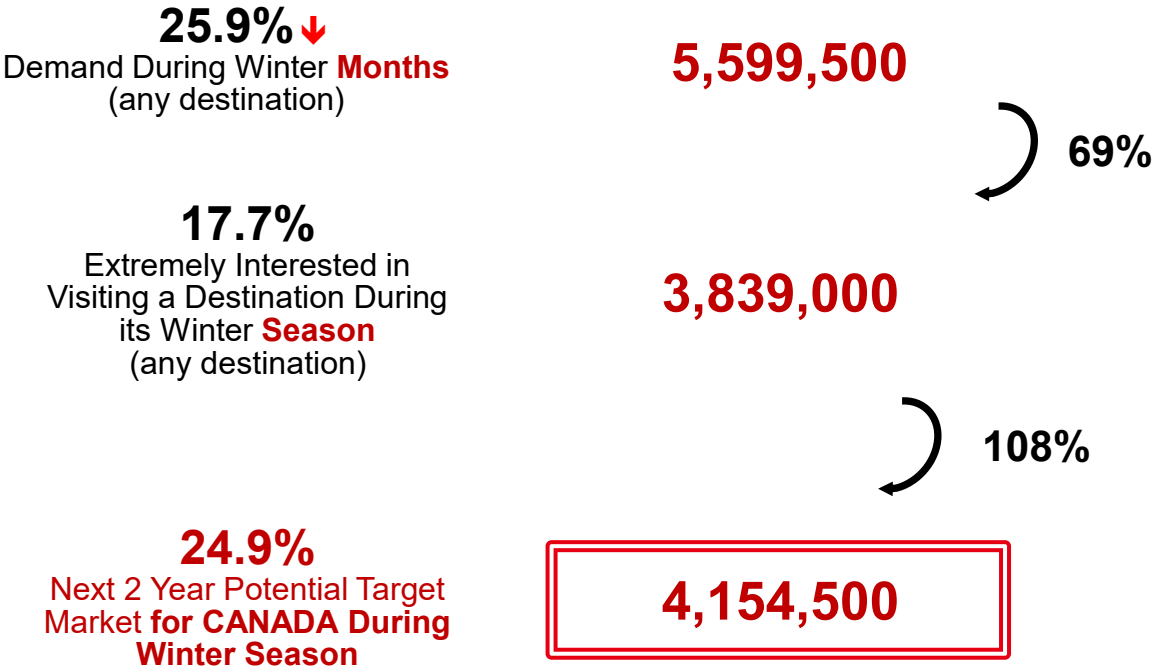 25.9%
Demand During Winter Months
(any destination)
5,599,500
69%
17.7%
Extremely Interested in
Visiting a Destination During
its Winter Season
(any destination)
3,839,000
108%
24.9%
Next 2 Year Potential Target
Market for CANADA During
Winter Season
4,154,500